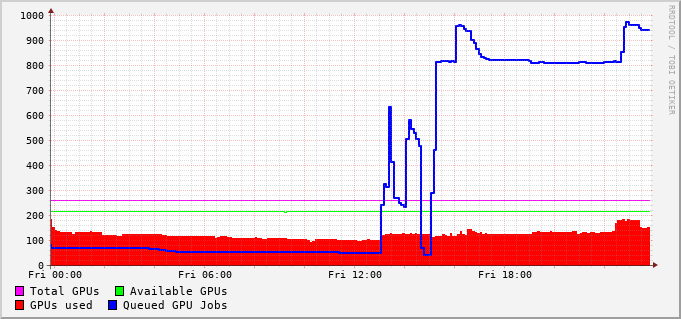 1000
900
800
700
600
500
400
300
200
100
0
Fri 00:00 Fri 06:00 Fri 12:00 Fri 18:00
Total GPUs Available GPUs
GPUs used Queued GPU Jobs
RRDTOOL / TOBI OETIKER